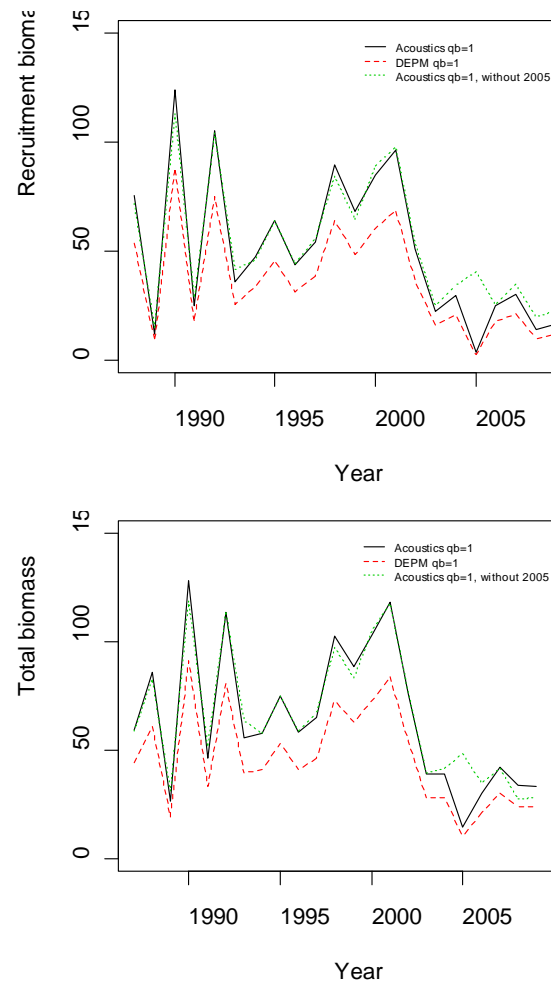 Recruitment
15
100
50
0
Acoustics qb=1
DEPM qb=1
Acoustics qb=1, without 2005
1990 1995 2000 2005
Year
Total biomass
15
100
50
0
Acoustics qb=1
DEPM qb=1
Acoustics qb=1, without 2005
1990 1995 2000 2005
Year